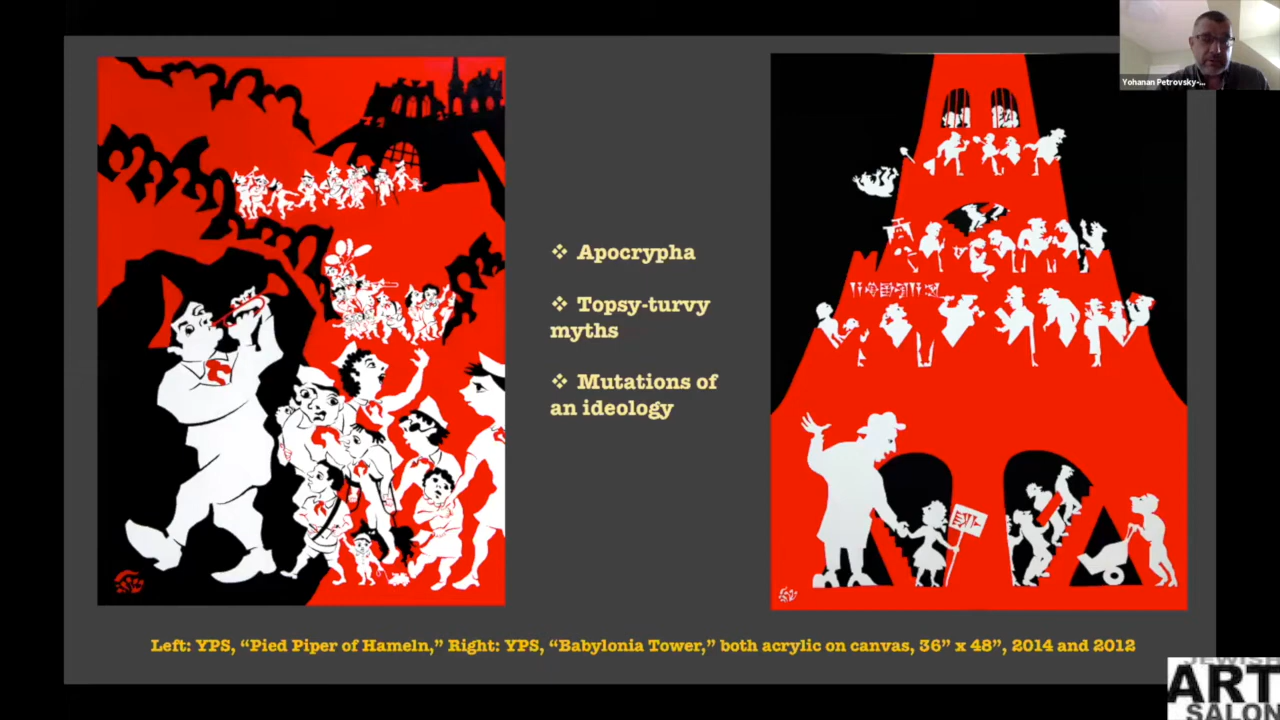 Yohanan Petrovsky-...
❖ Apocrypha
❖ Topsy-turvy
myths
❖ Mutations of
an ideology
Left: YPS, “Pied Piper of Hameln,” Right: YPS, “Babylonia Tower,” both acrylic on canvas, 36” x 48”, 2014 and 2012
JEWISH
ART
SALON